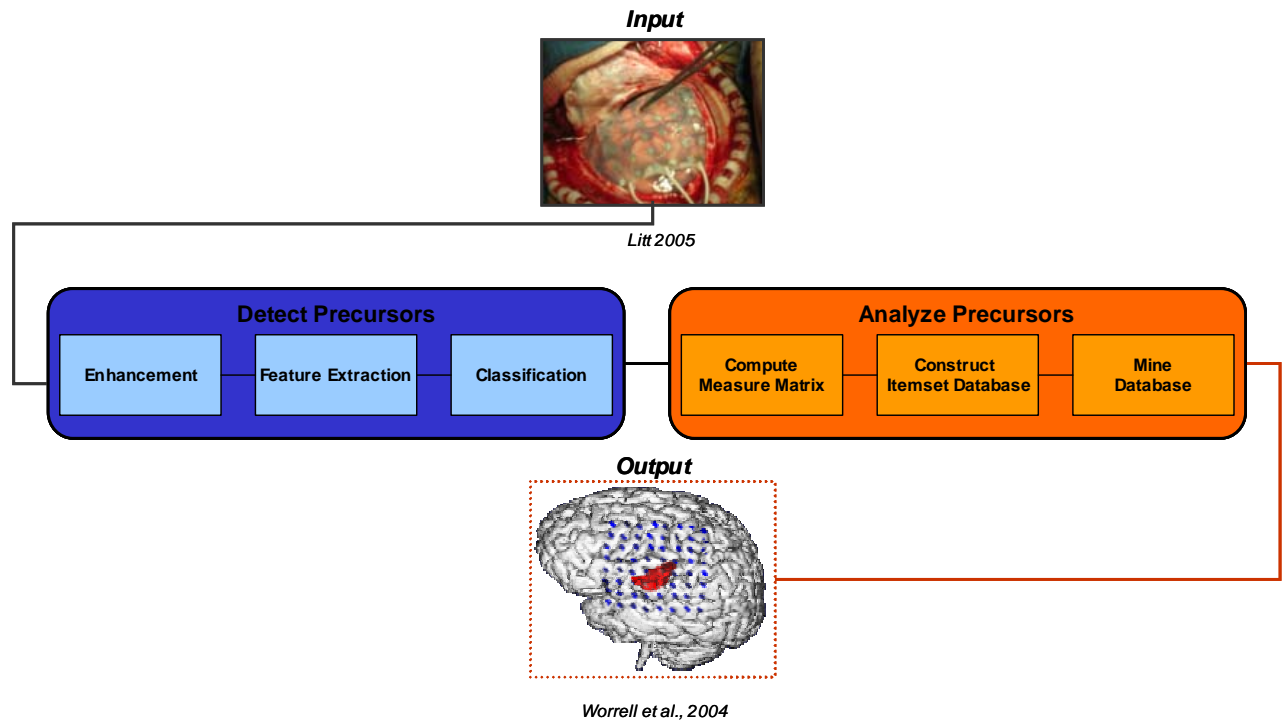 Input
Litt 2005
Detect Precursors
Enhancement
Feature Extraction
Classification
Analyze Precursors
Compute
Measure Matrix
Construct
Itemset Database
Mine
Database
Output
Worrell et al., 2004